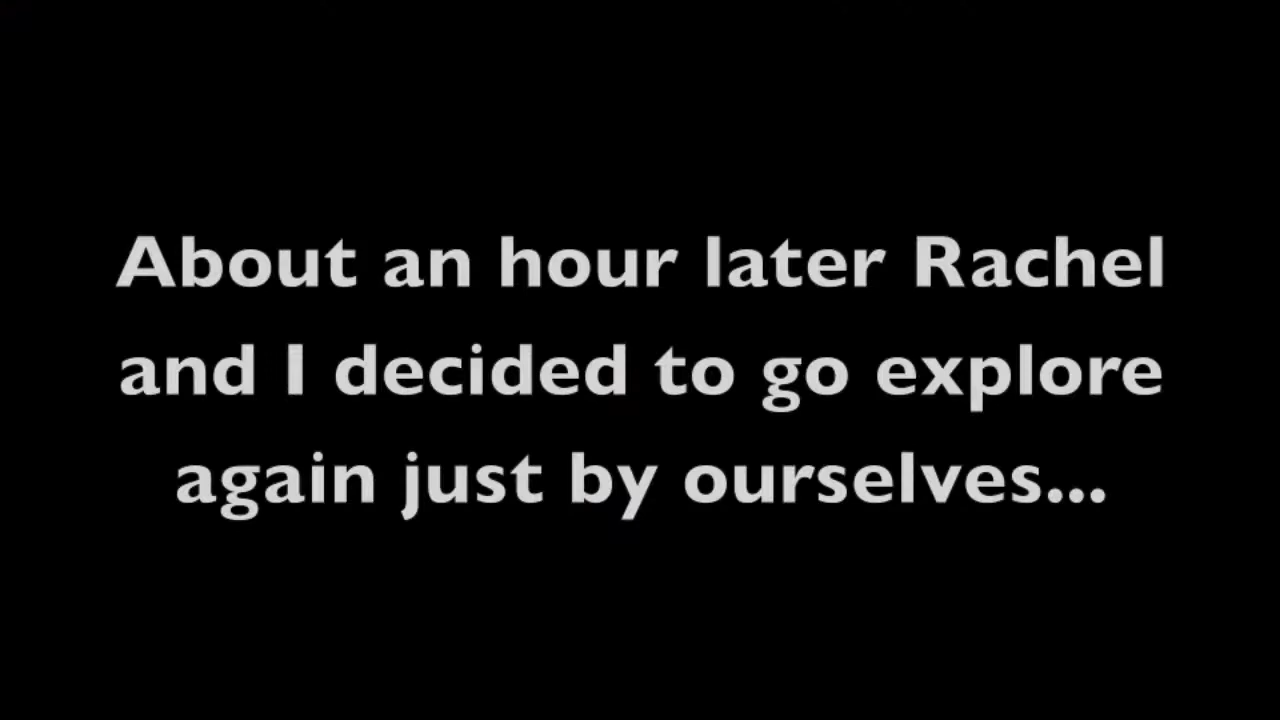 About an hour later Rachel
and I decided to go explore
again just by ourselves...